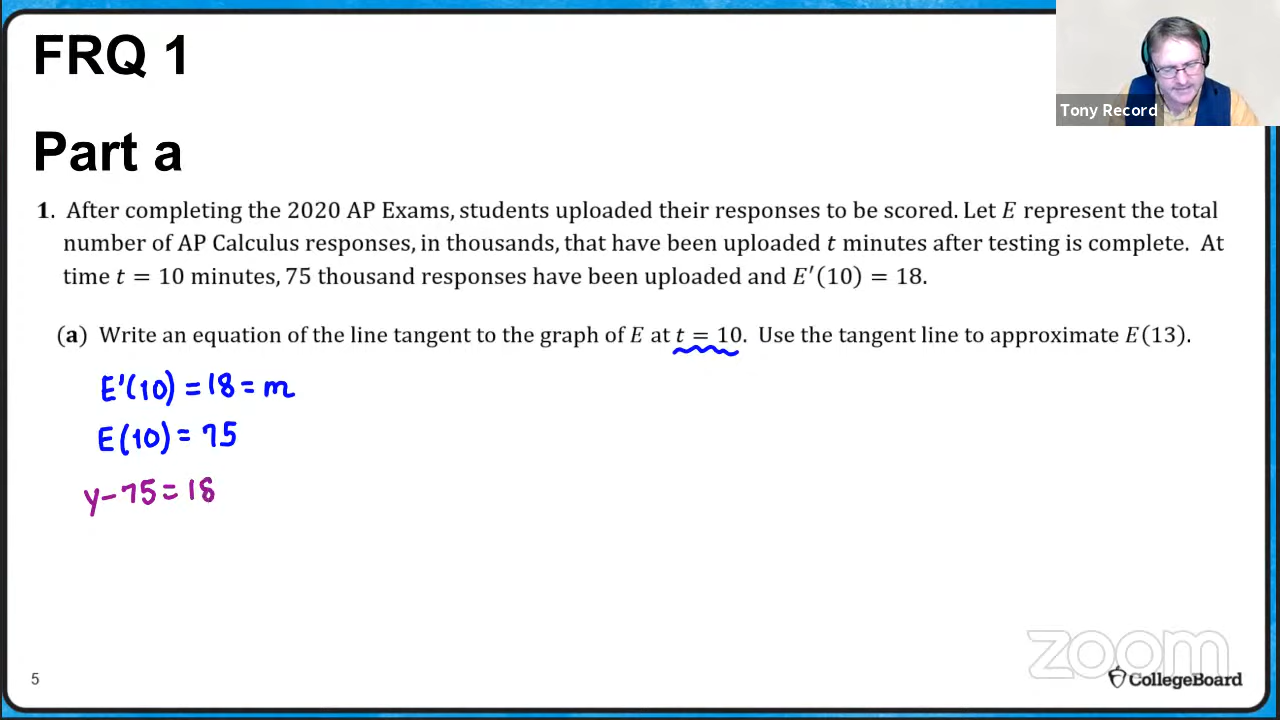 FRQ 1
Tony Record
Part a
1. After completing the 2020 AP Exams, students uploaded their responses to be scored. Let E represent the total
number of AP Calculus responses, in thousands, that have been uploaded t minutes after testing is complete. At
time t = 10 minutes, 75 thousand responses have been uploaded and E′(10) = 18.
(a) Write an equation of the line tangent to the graph of E at t = 10. Use the tangent line to approximate E(13).
E'(10) = 18 = m
E(10) = 75
y - 75 = 18
zoom
5
CollegeBoard